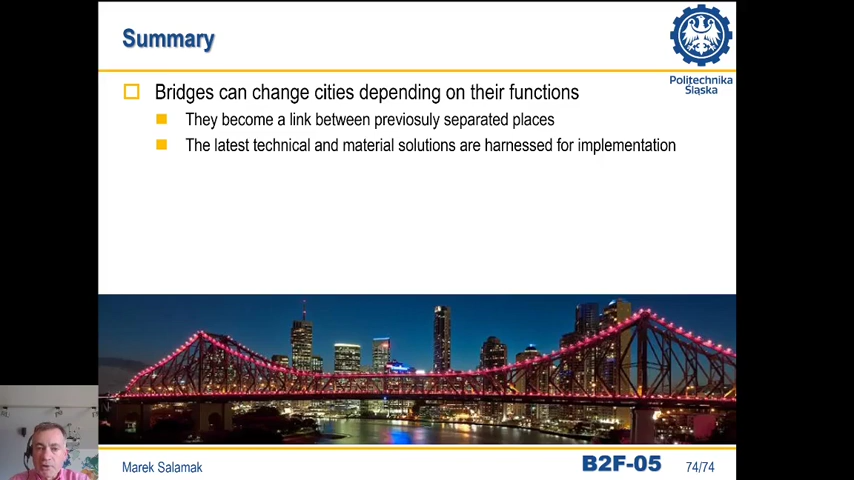 Summary
Politechnika
Śląska
Bridges can change cities depending on their functions
They become a link between previosuly separated places
The latest technical and material solutions are harnessed for implementation
Marek Salamak
B2F-05
74/74